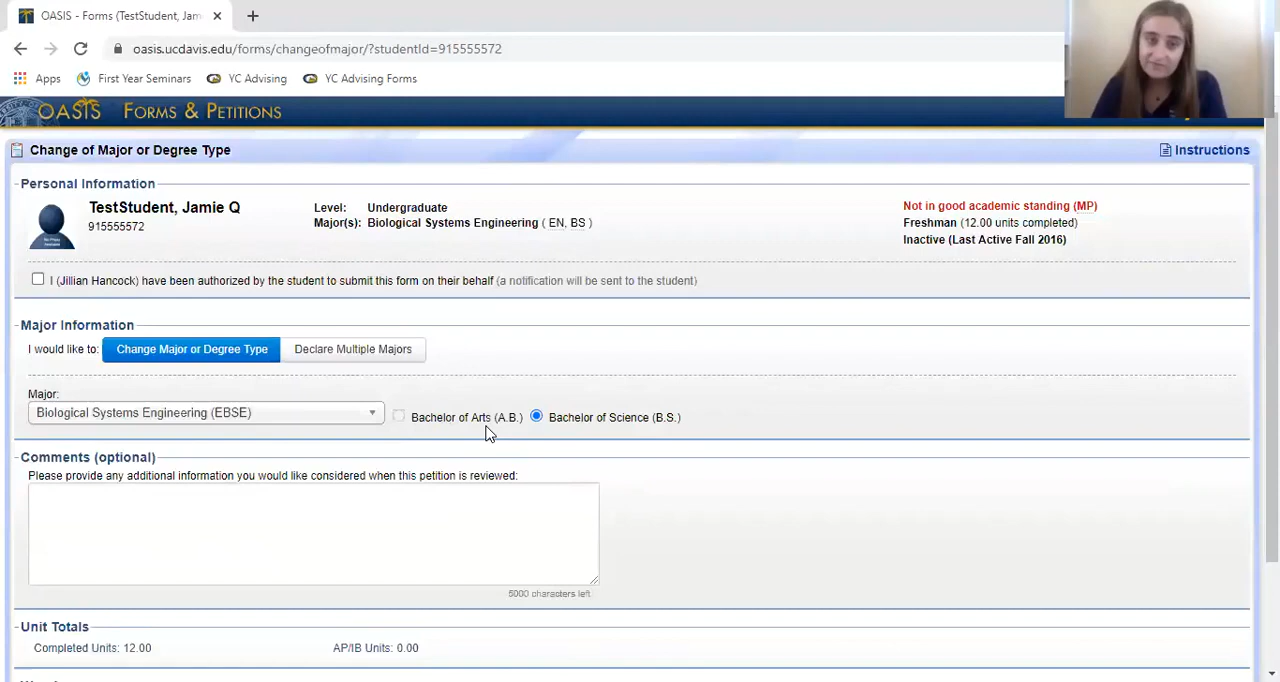 OASIS - Forms (TestStudent, Jam
oasis.ucdavis.edu/forms/changeofmajor/?studentId=915555572
Apps First Year Seminars YC Advising YC Advising Forms
OASIS FORMS & PETITIONS
Change of Major or Degree Type Instructions
Personal Information
TestStudent, Jamie Q
915555572
Level: Undergraduate
Major(s): Biological Systems Engineering ( EN, BS )
Not in good academic standing (MP)
Freshman (12.00 units completed)
Inactive (Last Active Fall 2016)
I (Jillian Hancock) have been authorized by the student to submit this form on their behalf (a notification will be sent to the student)
Major Information
I would like to: Change Major or Degree Type Declare Multiple Majors
Major:
Biological Systems Engineering (EBSE) Bachelor of Arts (A.B.) Bachelor of Science (B.S.)
Comments (optional)
Please provide any additional information you would like considered when this petition is reviewed:
5000 characters left
Unit Totals
Completed Units: 12.00 AP/IB Units: 0.00